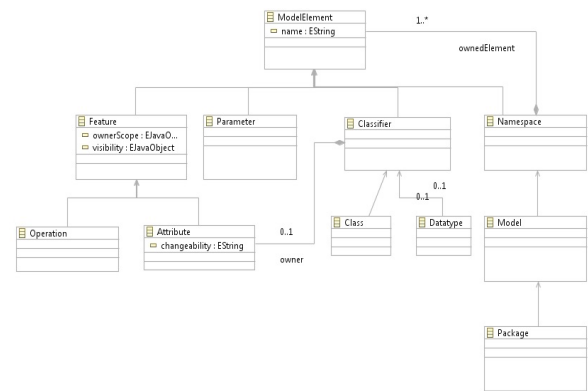 ModelElement
name : EString
1..*
ownedElement
Feature
ownerScope : EJavaO...
visibility : EJavaObject
Parameter
Classifier
Namespace
0..1
0..1
Operation
Attribute
changeability : EString
0..1
owner
Class
Datatype
Model
Package